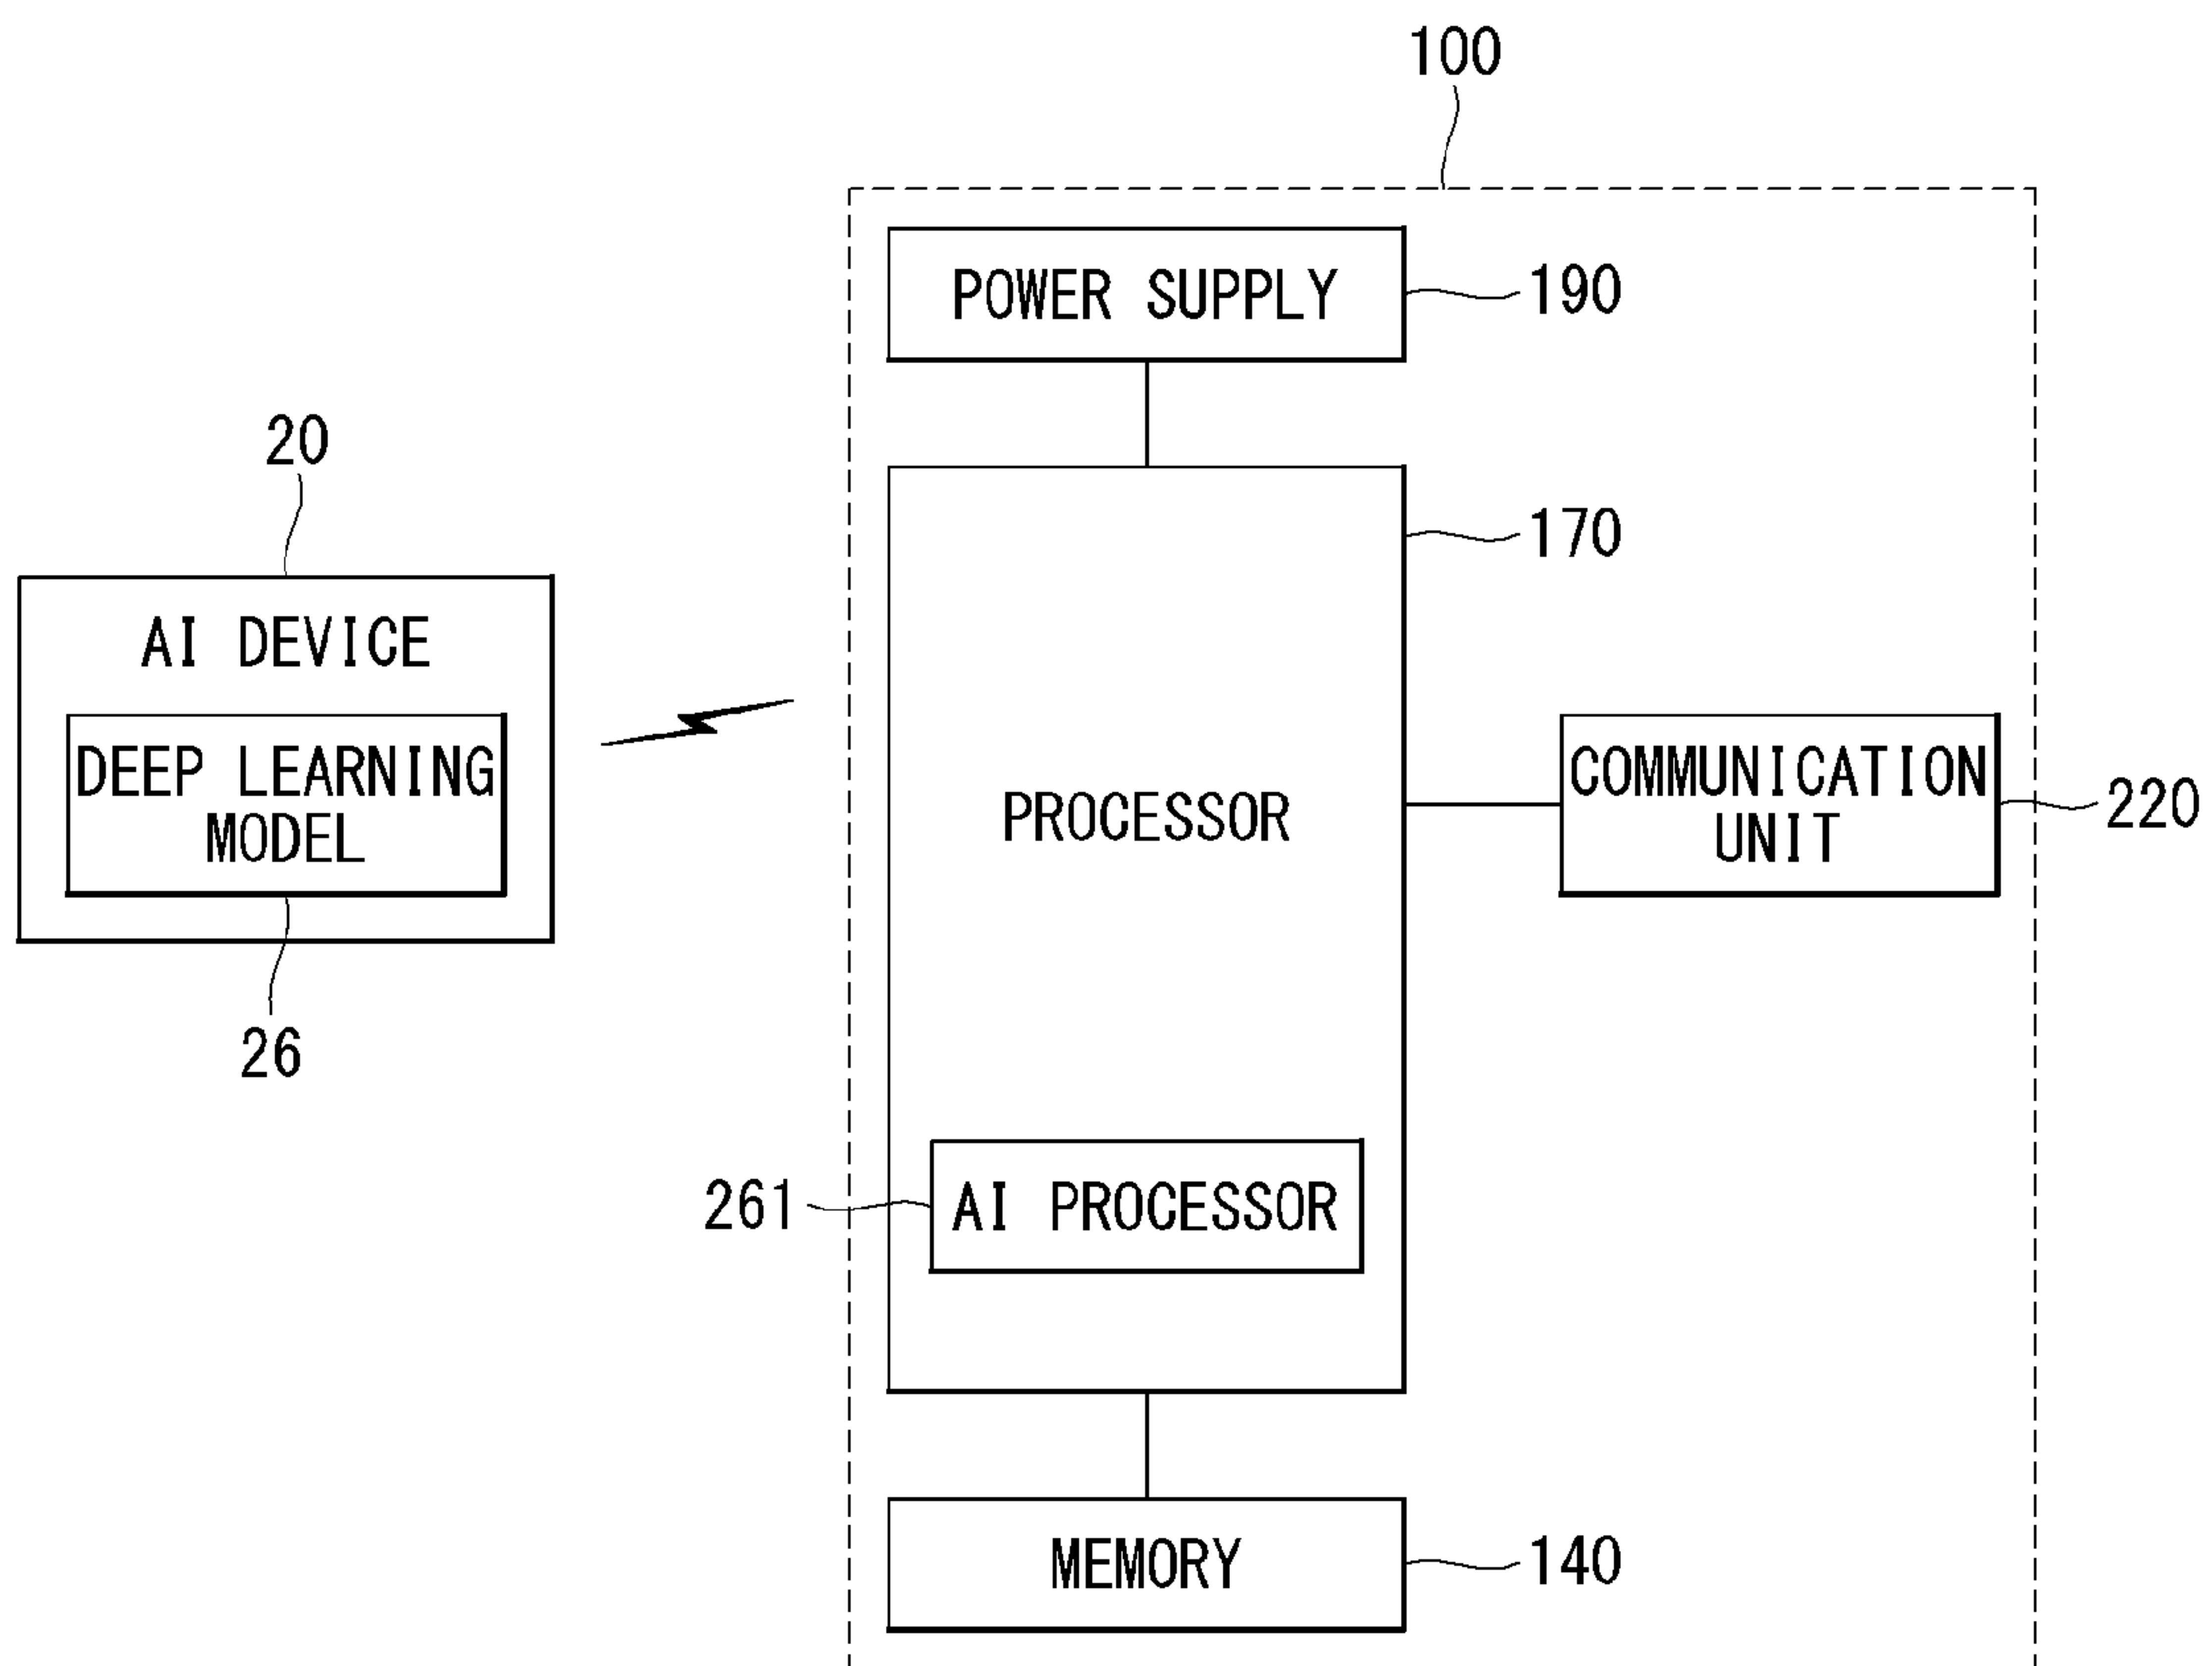 100
POWER SUPPLY
190
20
170
AI DEVICE
DEEP LEARNING
MODEL
PROCESSOR
COMMUNICATION
UNIT
220
26
261
AI PROCESSOR
MEMORY
140